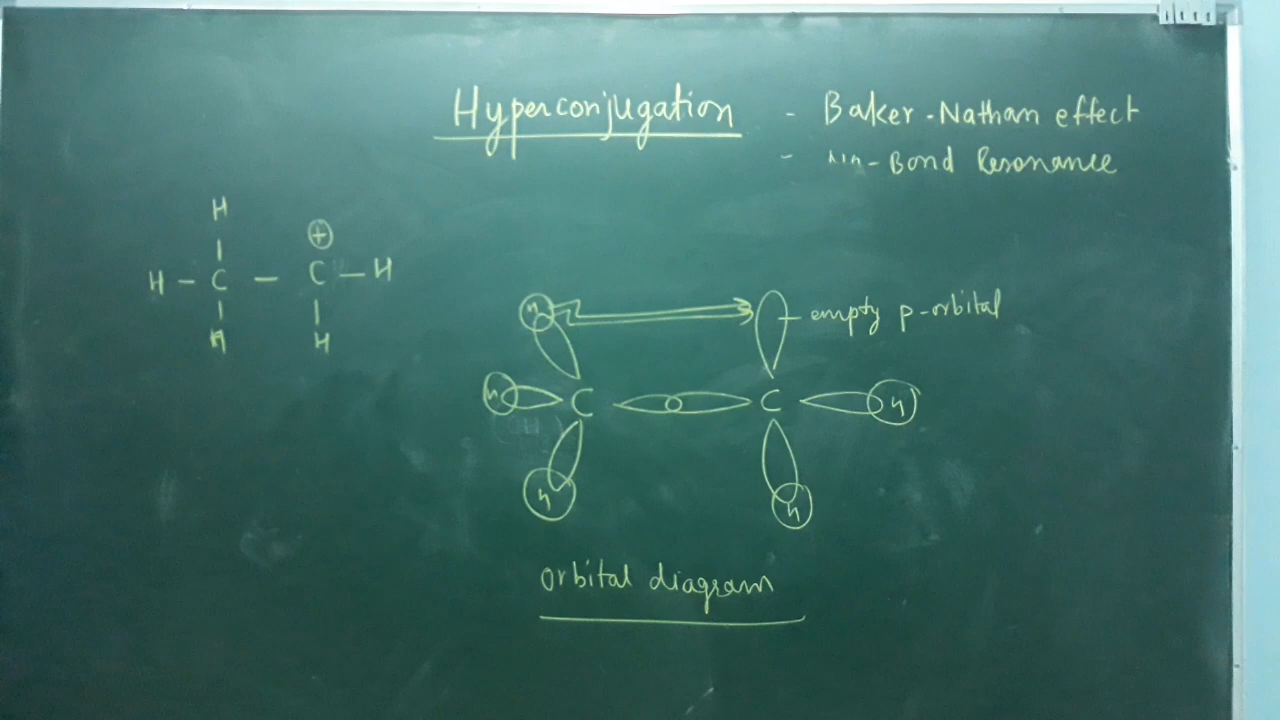 Hyperconjugation - Baker-Nathan effect
- Bond Resonance
H
+
H - C - C - H
H H
H empty p-orbital
H C C H
H H
orbital diagram